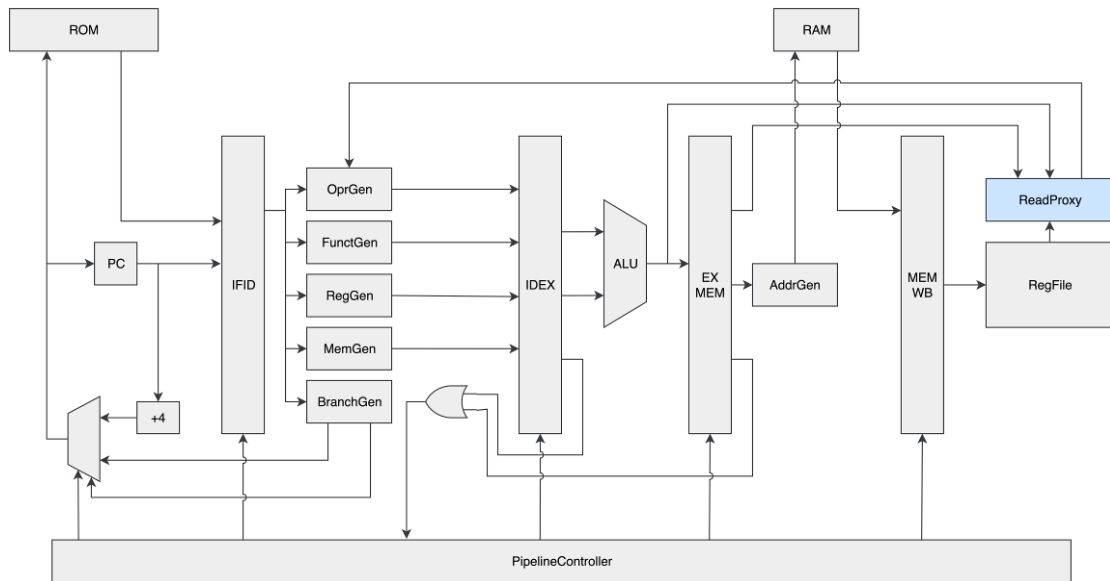 ROM
RAM
OprGen
ReadProxy
FunctGen
PC
IFID
RegGen
IDEX
ALU
EX
MEM
AddrGen
MEM
WB
RegFile
MemGen
BranchGen
+4
PipelineController